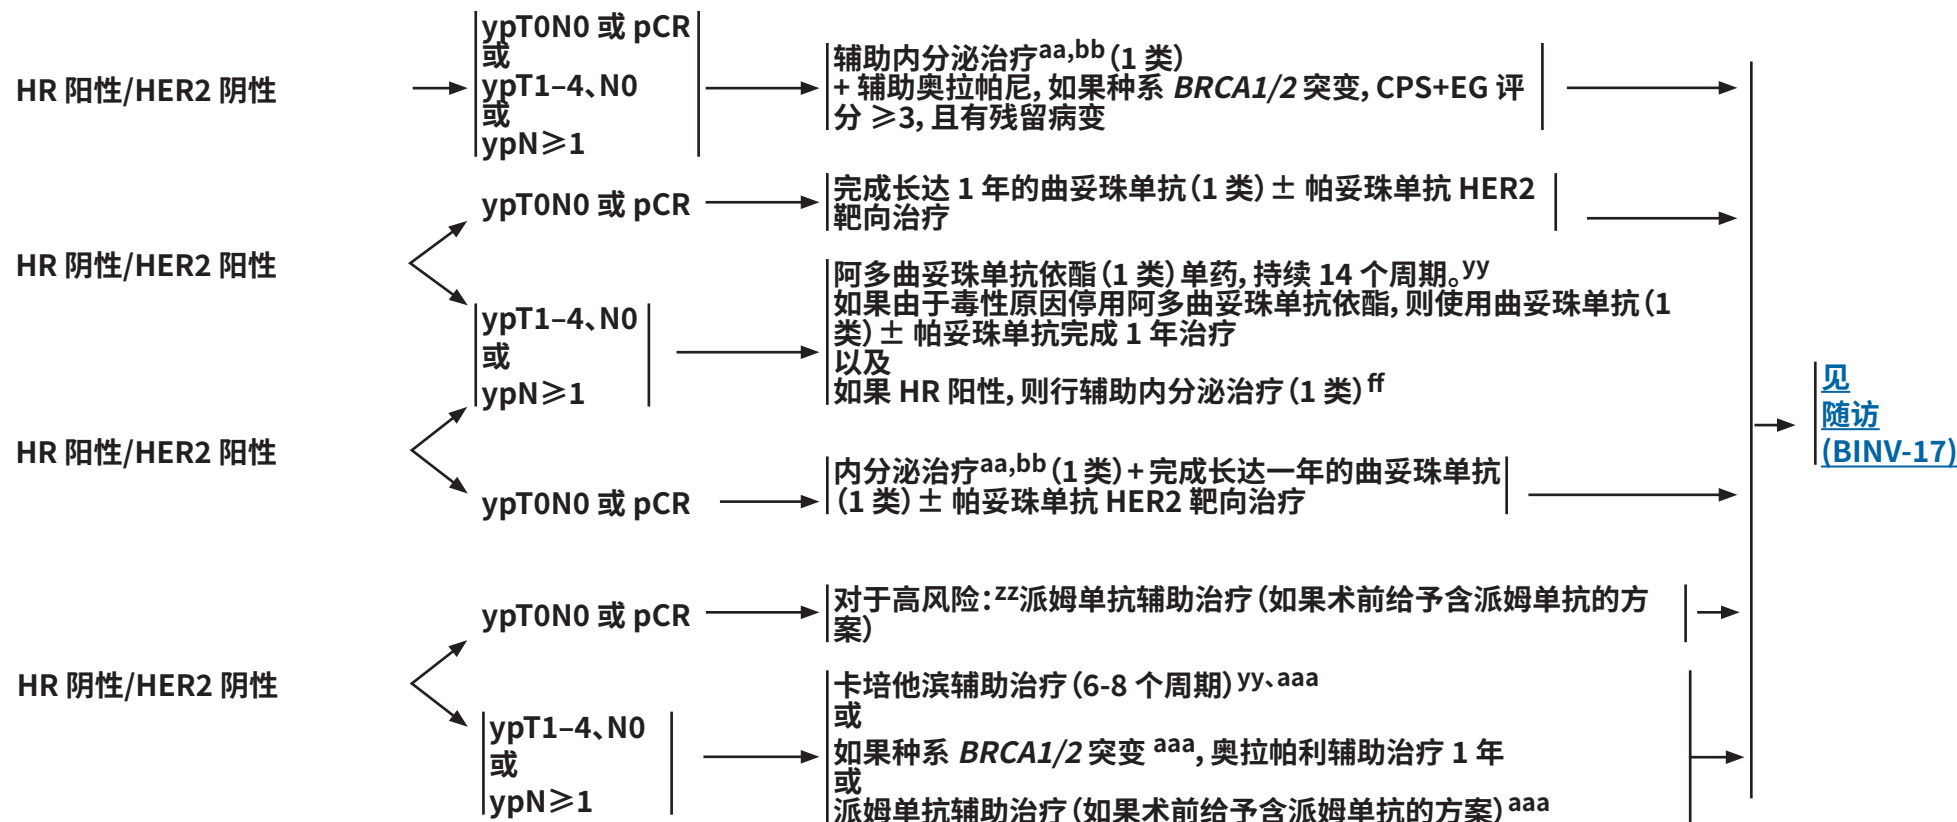 HR 阳性/HER2 阴性
ypT0N0 或 pCR
或
ypT1–4、N0
或
ypN≥1
辅助内分泌治疗aa,bb（1 类）
+ 辅助奥拉帕尼，如果种系 BRCA1/2 突变，CPS+EG 评
分 ≥3，且有残留病变
HR 阴性/HER2 阳性
ypT0N0 或 pCR
完成长达 1 年的曲妥珠单抗（1 类）± 帕妥珠单抗 HER2
靶向治疗
ypT1–4、N0
或
ypN≥1
阿多曲妥珠单抗依酯（1 类）单药，持续 14 个周期。yy
如果由于毒性原因停用阿多曲妥珠单抗依酯，则使用曲妥珠单抗（1
类）± 帕妥珠单抗完成 1 年治疗
以及
如果 HR 阳性，则行辅助内分泌治疗（1 类）ff
HR 阳性/HER2 阳性
ypT0N0 或 pCR
内分泌治疗aa,bb（1 类）+ 完成长达一年的曲妥珠单抗
（1 类）± 帕妥珠单抗 HER2 靶向治疗
HR 阴性/HER2 阴性
ypT0N0 或 pCR
对于高风险：zz派姆单抗辅助治疗（如果术前给予含派姆单抗的方
案）
ypT1–4、N0
或
ypN≥1
卡培他滨辅助治疗（6-8 个周期）yy、aaa
或
如果种系 BRCA1/2 突变 aaa，奥拉帕利辅助治疗 1 年
或
派姆单抗辅助治疗（如果术前给予含派姆单抗的方案）aaa
见
随访
(BINV-17)